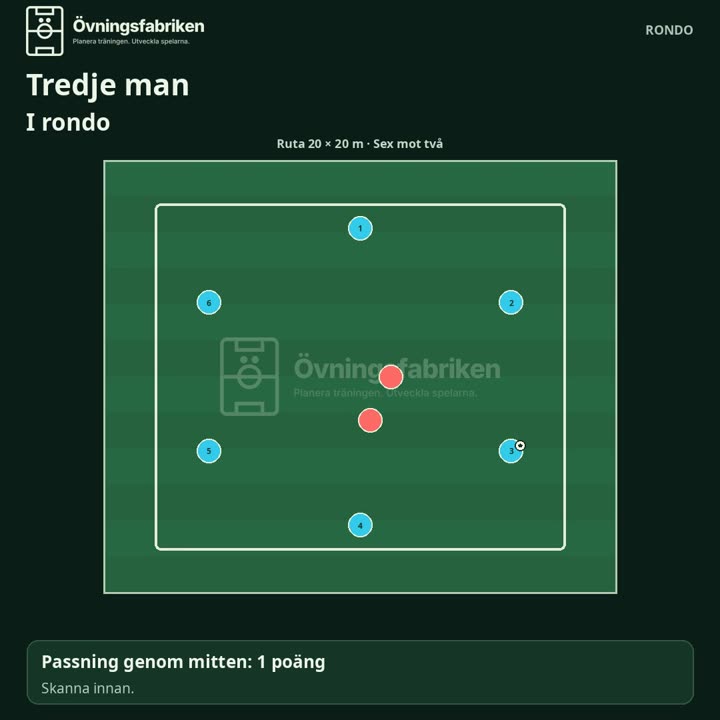 Övningsfabriken
Planera träningen. Utveckla spelarna.
RONDO
Tredje man
I rondo
Ruta 20 × 20 m · Sex mot två
1
6
2
Övningsfabriken
Planera träningen. Utveckla spelarna.
5
3
4
Passning genom mitten: 1 poäng
Skanna innan.